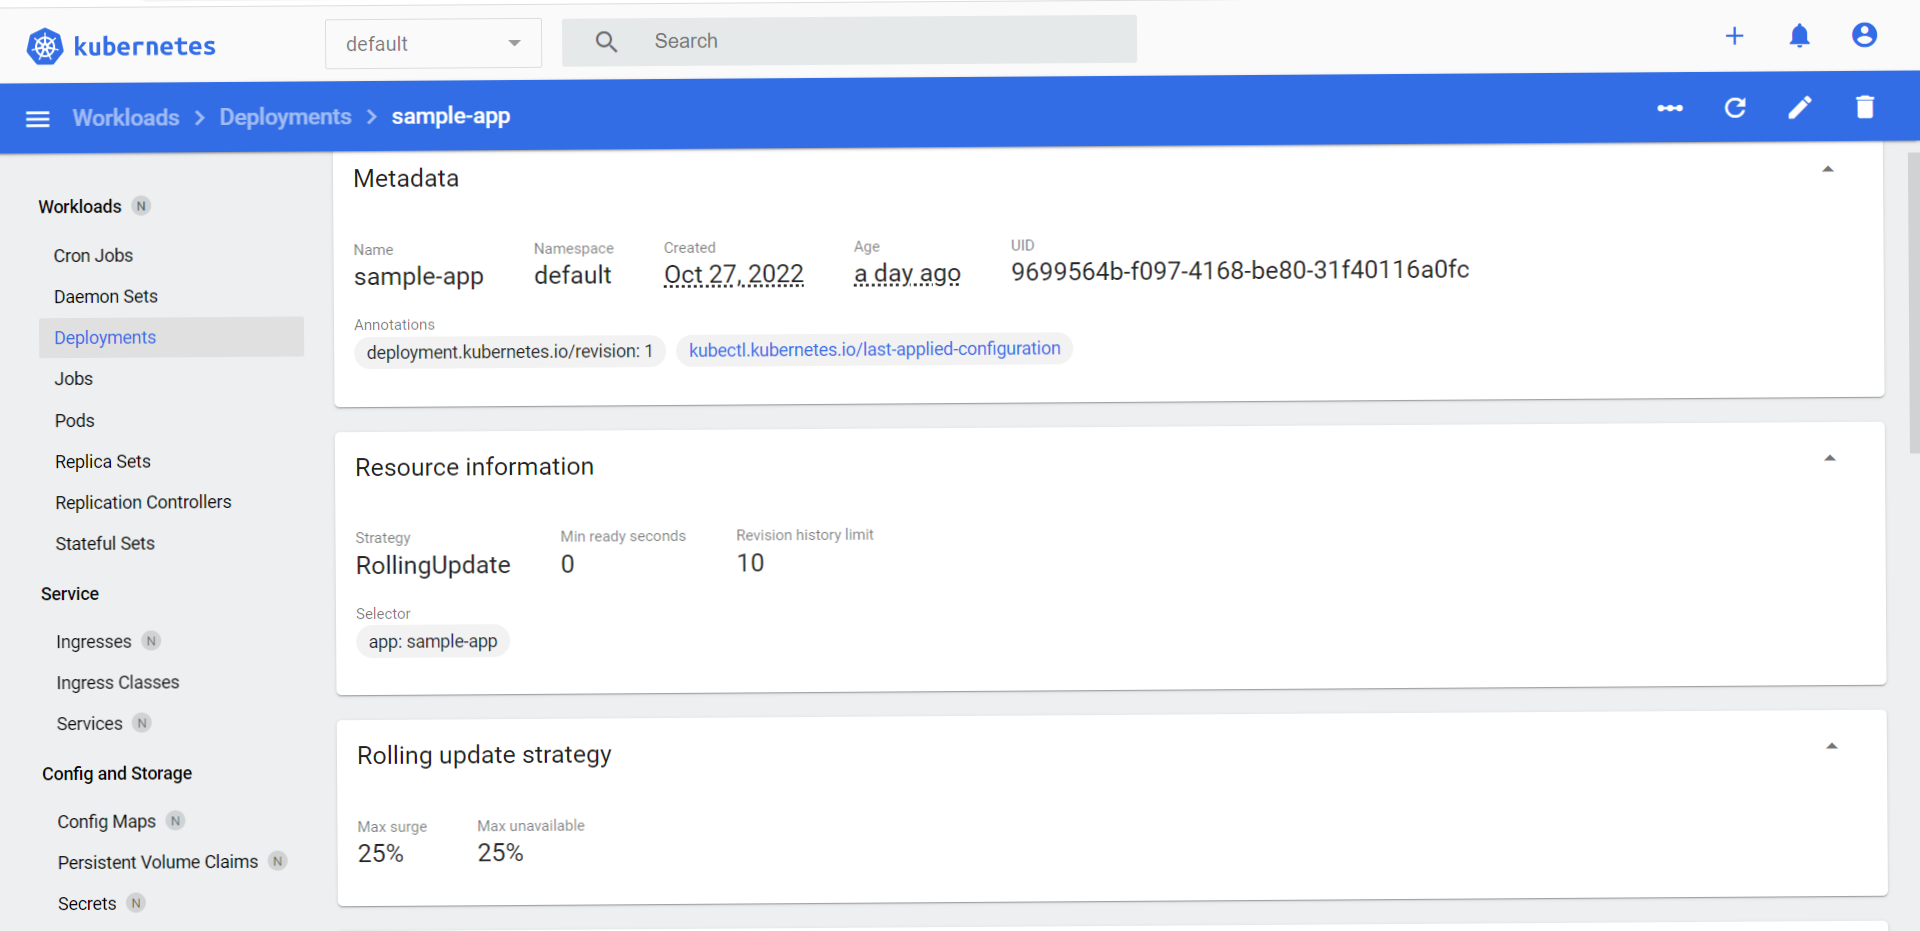 kubernetes
default
Search
Workloads
Deployments
sample-app
Workloads N
Cron Jobs
Daemon Sets
Deployments
Jobs
Pods
Replica Sets
Replication Controllers
Stateful Sets
Service
Ingresses N
Ingress Classes
Services N
Config and Storage
Config Maps N
Persistent Volume Claims N
Secrets N
Metadata
Name
sample-app
Namespace
default
Created
Oct 27, 2022
Age
a day ago
UID
9699564b-f097-4168-be80-31f40116a0fc
Annotations
deployment.kubernetes.io/revision: 1
kubectl.kubernetes.io/last-applied-configuration
Resource information
Strategy
RollingUpdate
Min ready seconds
0
Revision history limit
10
Selector
app: sample-app
Rolling update strategy
Max surge
25%
Max unavailable
25%